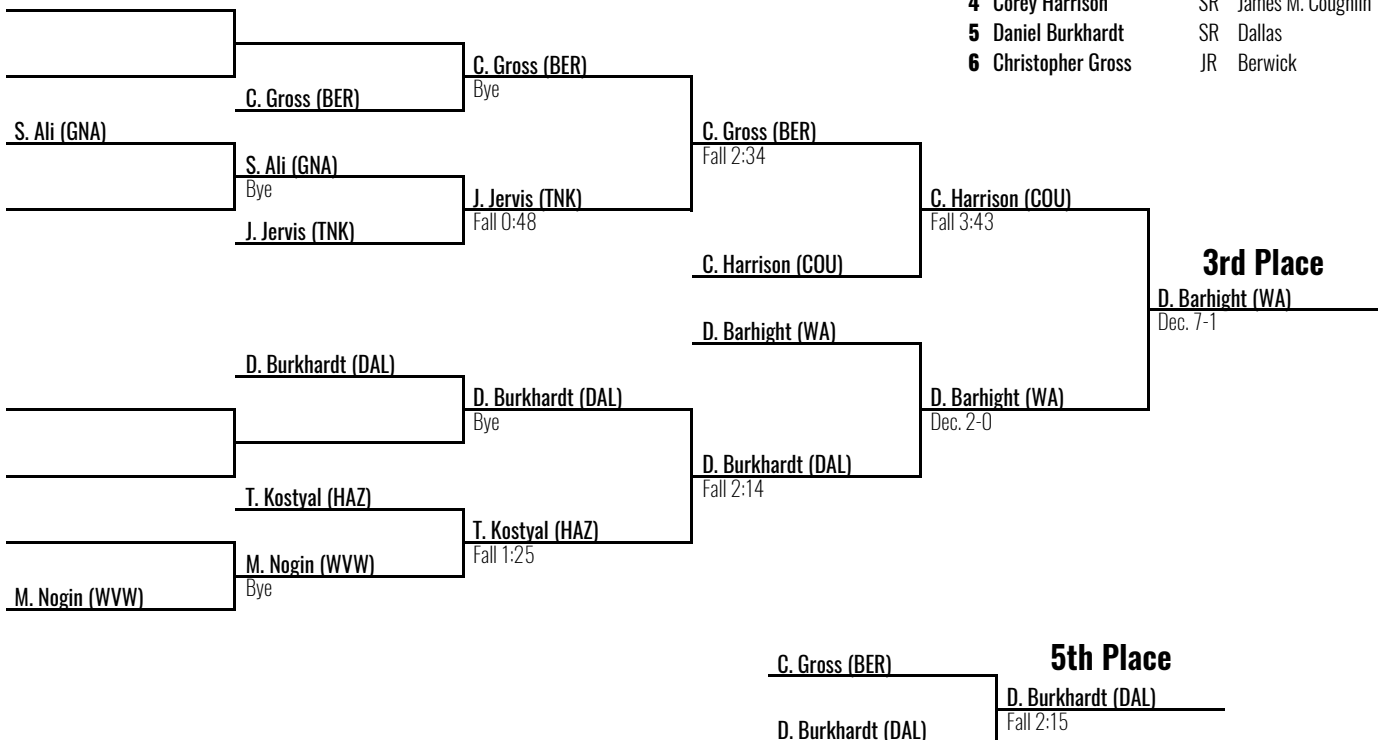 4 Corey Harrison SR James M. Coughlin
5 Daniel Burkhardt SR Dallas
6 Christopher Gross JR Berwick
C. Gross (BER)
Bye
C. Gross (BER)
S. Ali (GNA)
C. Gross (BER)
Fall 2:34
S. Ali (GNA)
Bye
J. Jervis (TNK)
Fall 0:48
C. Harrison (COU)
Fall 3:43
J. Jervis (TNK)
C. Harrison (COU)
3rd Place
D. Barhight (WA)
Dec. 7-1
D. Barhight (WA)
D. Burkhardt (DAL)
D. Burkhardt (DAL)
Bye
D. Barhight (WA)
Dec. 2-0
D. Burkhardt (DAL)
Fall 2:14
T. Kostyal (HAZ)
T. Kostyal (HAZ)
Fall 1:25
M. Nogin (WVW)
Bye
M. Nogin (WVW)
5th Place
C. Gross (BER)
D. Burkhardt (DAL)
Fall 2:15
D. Burkhardt (DAL)